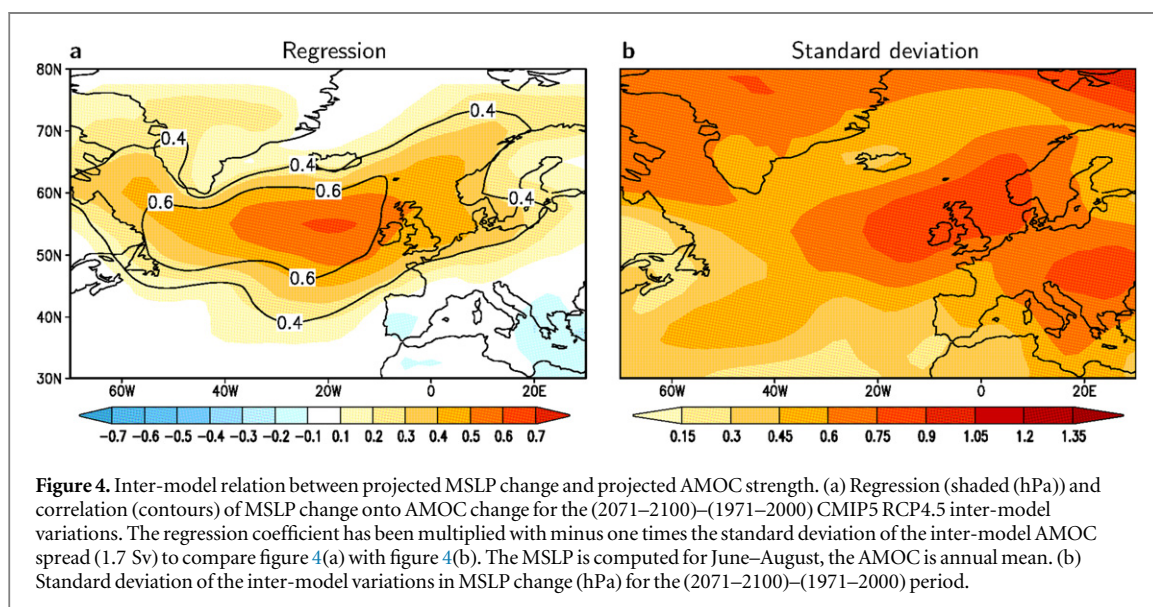 a Regression
b Standard deviation
80N
70N
60N
50N
40N
30N
0.4
0.4
0.6
0.6
0.4
0.6
0.4
60W 40W 20W 0 20E
60W 40W 20W 0 20E
−0.7 −0.6 −0.5 −0.4 −0.3 −0.2 −0.1 0.1 0.2 0.3 0.4 0.5 0.6 0.7
0.15 0.3 0.45 0.6 0.75 0.9 1.05 1.2 1.35
Figure 4. Inter-model relation between projected MSLP change and projected AMOC strength. (a) Regression (shaded (hPa)) and
correlation (contours) of MSLP change onto AMOC change for the (2071–2100)–(1971–2000) CMIP5 RCP4.5 inter-model
variations. The regression coefficient has been multiplied with minus one times the standard deviation of the inter-model AMOC
spread (1.7 Sv) to compare figure 4(a) with figure 4(b). The MSLP is computed for June–August, the AMOC is annual mean. (b)
Standard deviation of the inter-model variations in MSLP change (hPa) for the (2071–2100)–(1971–2000) period.